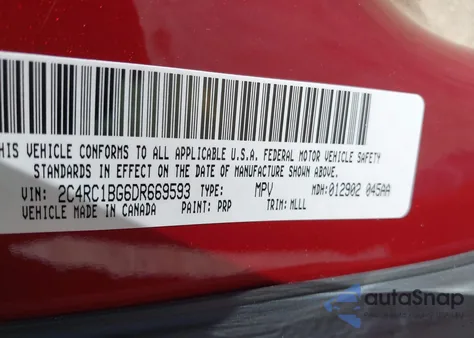 THIS VEHICLE CONFORMS TO ALL APPLICABLE U.S.A. FEDERAL MOTOR VEHICLE SAFETY
STANDARDS IN EFFECT ON THE DATE OF MANUFACTURE SHOWN ABOVE.
VIN: 2C4RC1BG6DR669593 TYPE: MPV MDH: 012902 045AA
VEHICLE MADE IN CANADA PAINT: PRP TRIM: MLLL
autoSnap